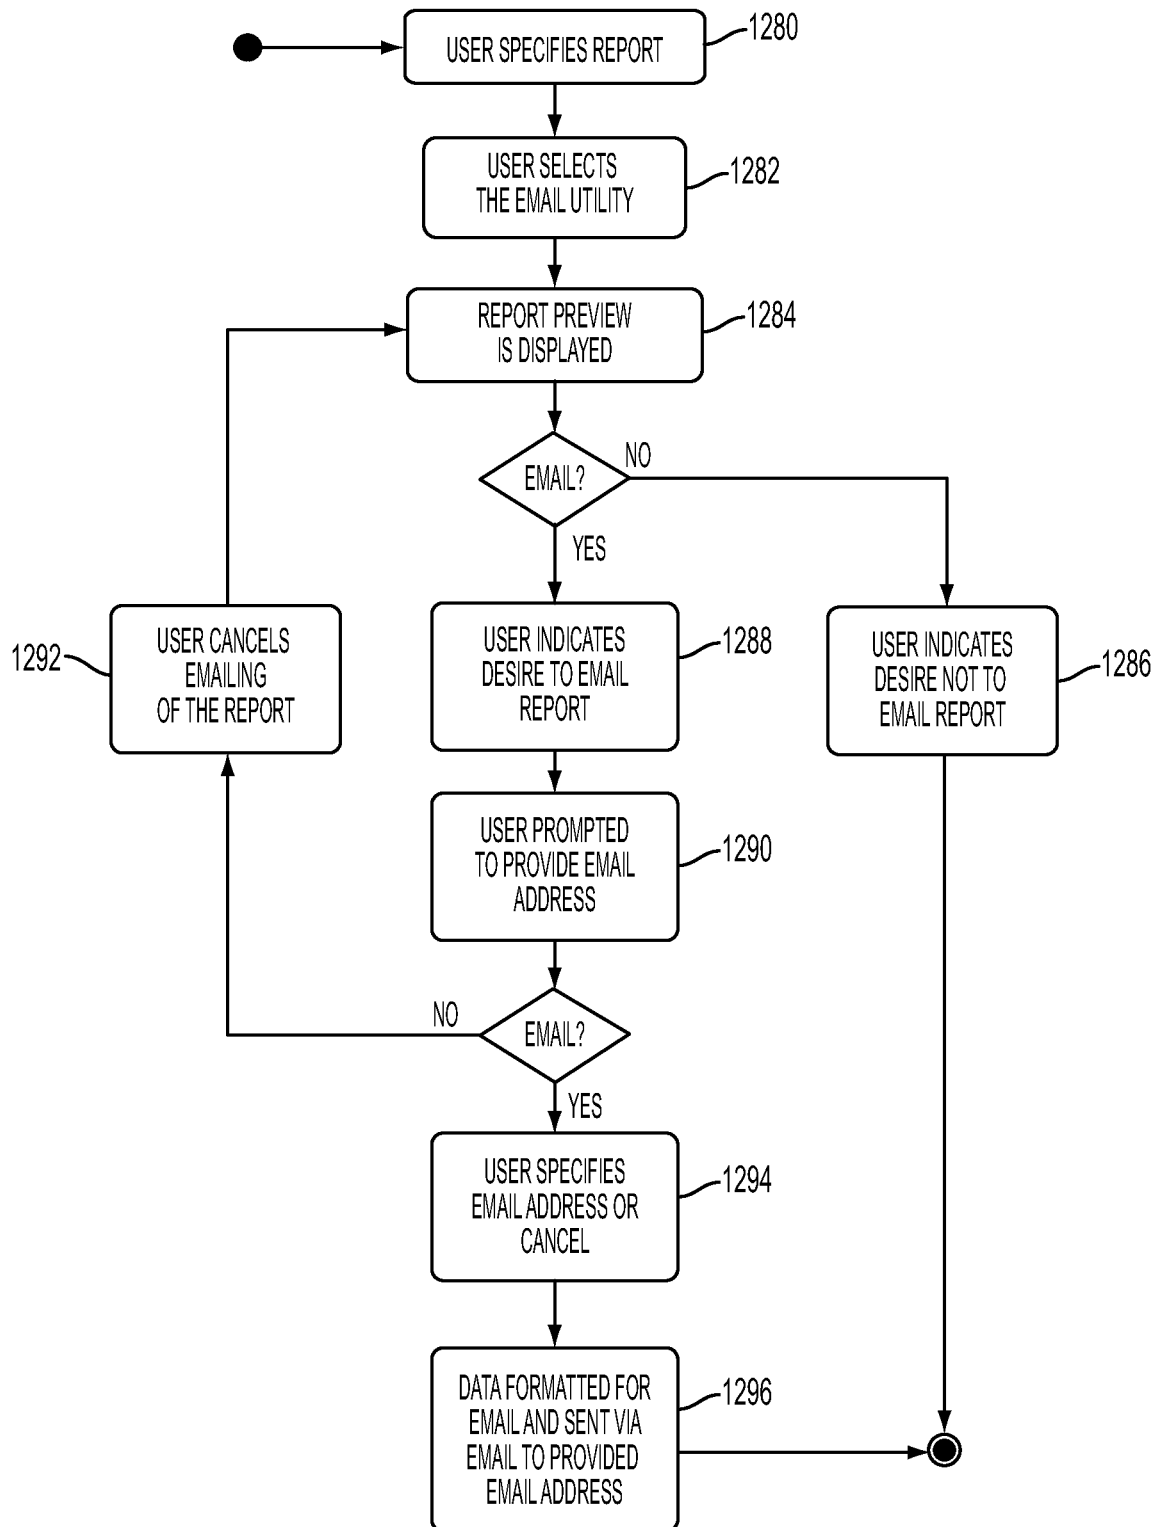 USER SPECIFIES REPORT
1280
USER SELECTS
THE EMAIL UTILITY
1282
REPORT PREVIEW
IS DISPLAYED
1284
EMAIL?
NO
YES
1292
USER CANCELS
EMAILING
OF THE REPORT
USER INDICATES
DESIRE TO EMAIL
REPORT
1288
USER INDICATES
DESIRE NOT TO
EMAIL REPORT
1286
USER PROMPTED
TO PROVIDE EMAIL
ADDRESS
1290
NO
EMAIL?
YES
USER SPECIFIES
EMAIL ADDRESS OR
CANCEL
1294
DATA FORMATTED FOR
EMAIL AND SENT VIA
EMAIL TO PROVIDED
EMAIL ADDRESS
1296